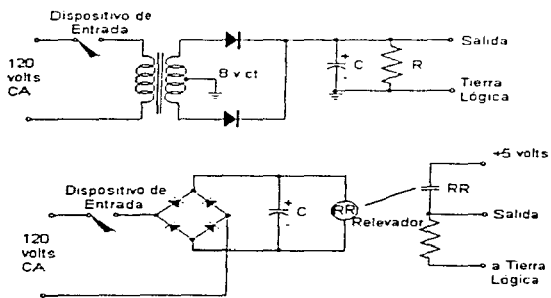 Dispositivo de
Entrada
120
volts
CA
8 v ct
+
C
-
R
Salida
Tierra
Lógica
Dispositivo de
Entrada
120
volts
CA
+
C
-
RR
Relevador
+5 volts
RR
Salida
a Tierra
Lógica